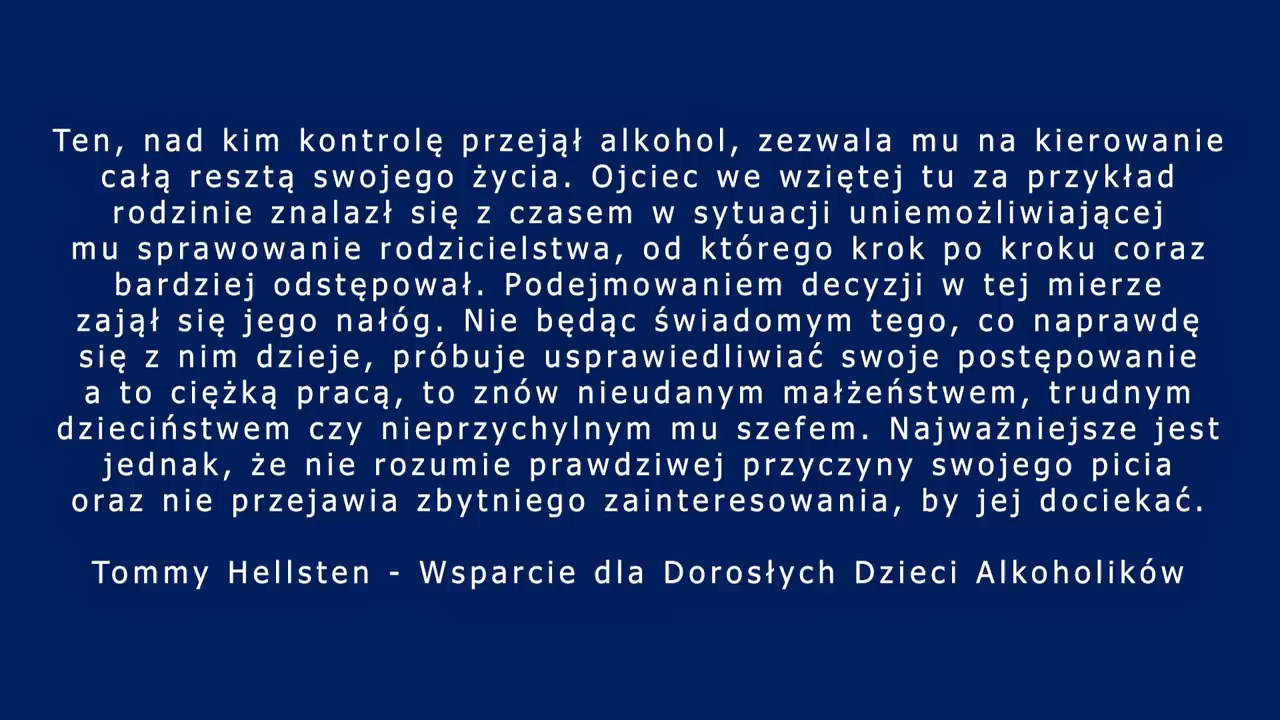 Ten, nad kim kontrolę przejął alkohol, zezwala mu na kierowanie
całą resztą swojego życia. Ojciec we wziętej tu za przykład
rodzinie znalazł się z czasem w sytuacji uniemożliwiającej
mu sprawowanie rodzicielstwa, od którego krok po kroku coraz
bardziej odstępował. Podejmowaniem decyzji w tej mierze
zajął się jego nałóg. Nie będąc świadomym tego, co naprawdę
się z nim dzieje, próbuje usprawiedliwiać swoje postępowanie
a to ciężką pracą, to znów nieudanym małżeństwem, trudnym
dzieciństwem czy nieprzychylnym mu szefem. Najważniejsze jest
jednak, że nie rozumie prawdziwej przyczyny swojego picia
oraz nie przejawia zbytniego zainteresowania, by jej dociekać.
Tommy Hellsten - Wsparcie dla Dorosłych Dzieci Alkoholików